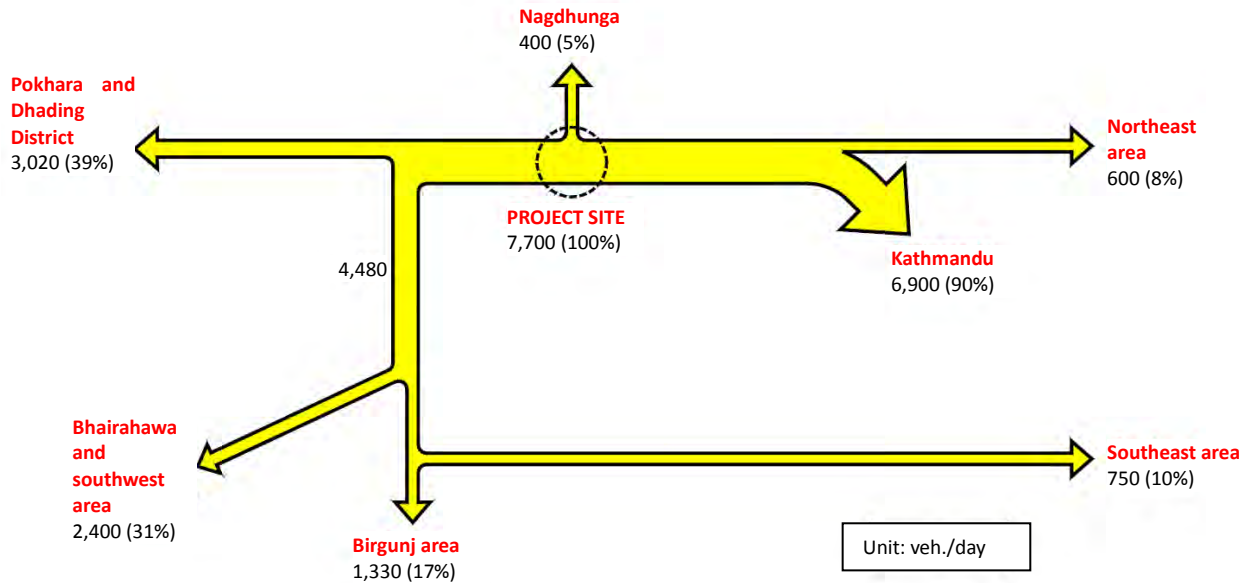 Nagdhunga
400 (5%)
Pokhara and
Dhading
District
3,020 (39%)
Northeast
area
600 (8%)
PROJECT SITE
7,700 (100%)
Kathmandu
6,900 (90%)
4,480
Bhairahawa
and
southwest
area
2,400 (31%)
Southeast area
750 (10%)
Birgunj area
1,330 (17%)
Unit: veh./day